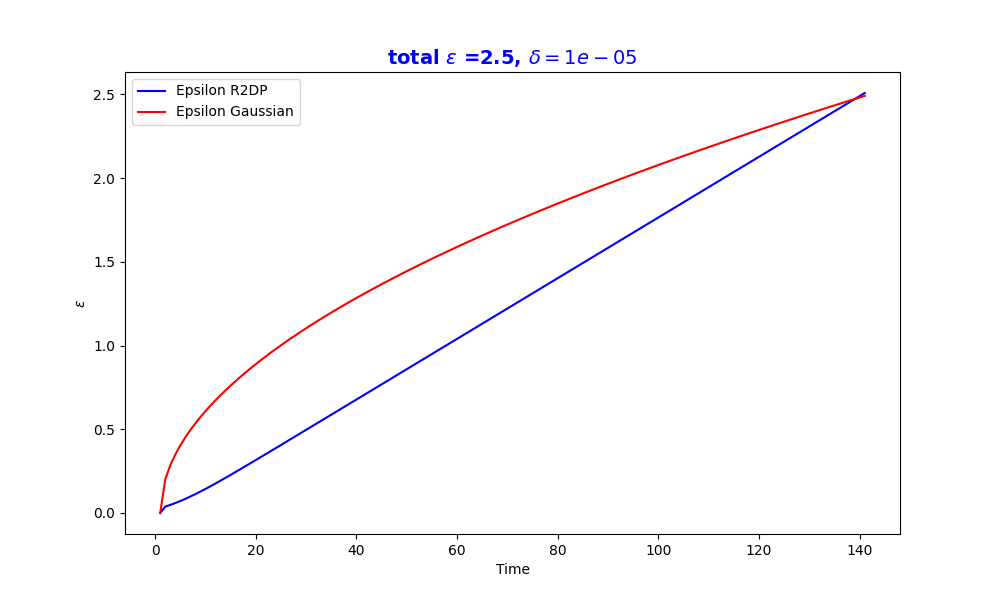 total ε =2.5, δ = 1e − 05
Epsilon R2DP
Epsilon Gaussian
2.5
2.0
1.5
1.0
0.5
0.0
ε
0 20 40 60 80 100 120 140
Time